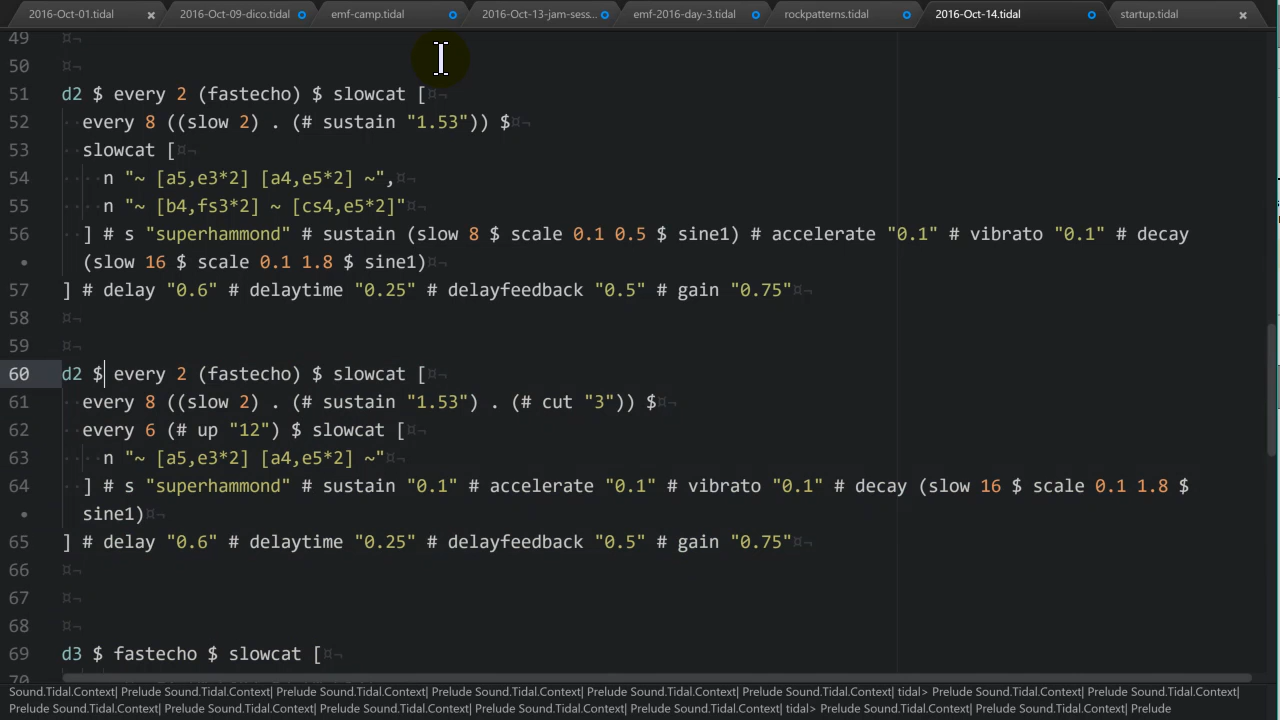 2016-Oct-01.tidal 2016-Oct-09-dico.tidal emf-camp.tidal 2016-Oct-13-jam-sess... emf-2016-day-3.tidal rockpatterns.tidal 2016-Oct-14.tidal startup.tidal
49 ¤¬
50 ¤¬
51 d2 $ every 2 (fastecho) $ slowcat [¤¬
52 every 8 ((slow 2) . (# sustain "1.53")) $¤¬
53 slowcat [¤¬
54 n "~ [a5,e3*2] [a4,e5*2] ~",¤¬
55 n "~ [b4,fs3*2] ~ [cs4,e5*2]"¤¬
56 ] # s "superhammond" # sustain (slow 8 $ scale 0.1 0.5 $ sine1) # accelerate "0.1" # vibrato "0.1" # decay
• (slow 16 $ scale 0.1 1.8 $ sine1)¤¬
57 ] # delay "0.6" # delaytime "0.25" # delayfeedback "0.5" # gain "0.75"¤¬
58 ¤¬
59 ¤¬
60 d2 $ every 2 (fastecho) $ slowcat [¤¬
61 every 8 ((slow 2) . (# sustain "1.53") . (# cut "3")) $¤¬
62 every 6 (# up "12") $ slowcat [¤¬
63 n "~ [a5,e3*2] [a4,e5*2] ~"¤¬
64 ] # s "superhammond" # sustain "0.1" # accelerate "0.1" # vibrato "0.1" # decay (slow 16 $ scale 0.1 1.8 $
• sine1)¤¬
65 ] # delay "0.6" # delaytime "0.25" # delayfeedback "0.5" # gain "0.75"¤¬
66 ¤¬
67 ¤¬
68 ¤¬
69 d3 $ fastecho $ slowcat [¤¬
Sound.Tidal.Context| Prelude Sound.Tidal.Context| Prelude Sound.Tidal.Context| Prelude Sound.Tidal.Context| Prelude Sound.Tidal.Context| Prelude Sound.Tidal.Context| tidal> Prelude Sound.Tidal.Context| Prelude Sound.Tidal.Context|
Prelude Sound.Tidal.Context| Prelude Sound.Tidal.Context| Prelude Sound.Tidal.Context| Prelude Sound.Tidal.Context| Prelude Sound.Tidal.Context| tidal> Prelude Sound.Tidal.Context| Prelude Sound.Tidal.Context| Prelude